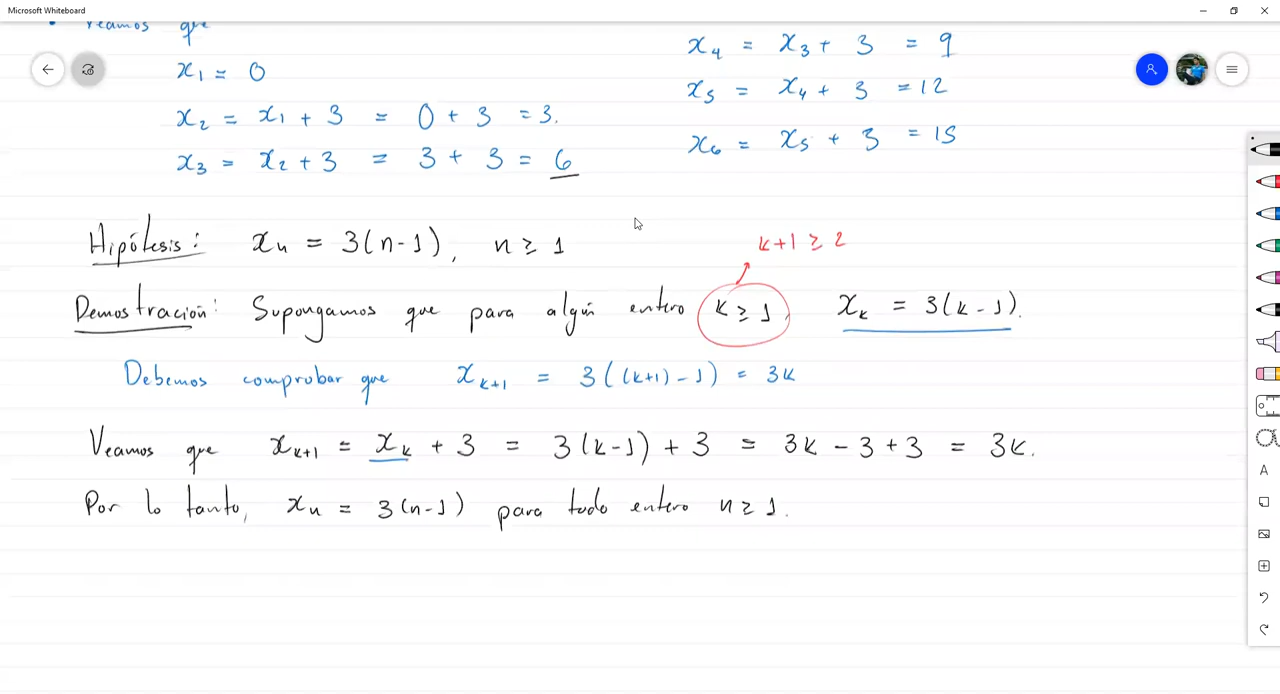 Microsoft Whiteboard
Veamos que
x₁ = 0
x₂ = x₁ + 3 = 0 + 3 = 3.
x₃ = x₂ + 3 = 3 + 3 = 6
x₄ = x₃ + 3 = 9
x₅ = x₄ + 3 = 12
x₆ = x₅ + 3 = 15
Hipótesis: xₙ = 3(n-1), n ≥ 1
k+1 ≥ 2
Demostración: Supongamos que para algún entero k ≥ 1, xₖ = 3(k-1).
Debemos comprobar que xₖ₊₁ = 3((k+1)-1) = 3k
Veamos que xₖ₊₁ = xₖ + 3 = 3(k-1) + 3 = 3k - 3 + 3 = 3k.
Por lo tanto, xₙ = 3(n-1) para todo entero n ≥ 1.
A